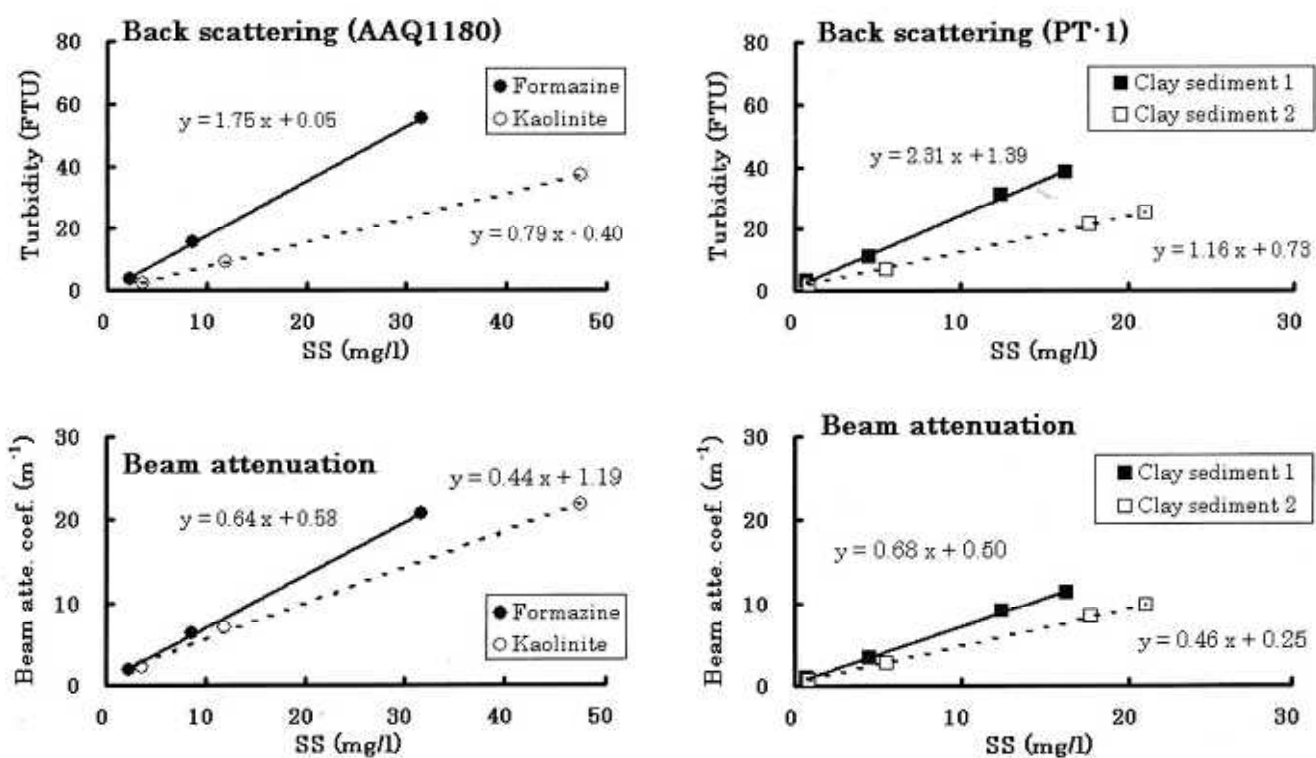 Back scattering (AAQ1180)
80
60
40
20
0
Turbidity (FTU)
Formazine
Kaolinite
y = 1.75 x + 0.05
y = 0.79 x - 0.40
0 10 20 30 40 50
SS (mg/l)
Back scattering (PT·1)
80
60
40
20
0
Turbidity (FTU)
Clay sediment 1
Clay sediment 2
y = 2.31 x + 1.39
y = 1.16 x + 0.73
0 10 20 30
SS (mg/l)
Beam attenuation
30
20
10
0
Beam atte. coef. (m⁻¹)
y = 0.44 x + 1.19
y = 0.64 x + 0.58
Formazine
Kaolinite
0 10 20 30 40 50
SS (mg/l)
Beam attenuation
30
20
10
0
Beam atte. coef. (m⁻¹)
Clay sediment 1
Clay sediment 2
y = 0.68 x + 0.50
y = 0.46 x + 0.25
0 10 20 30
SS (mg/l)